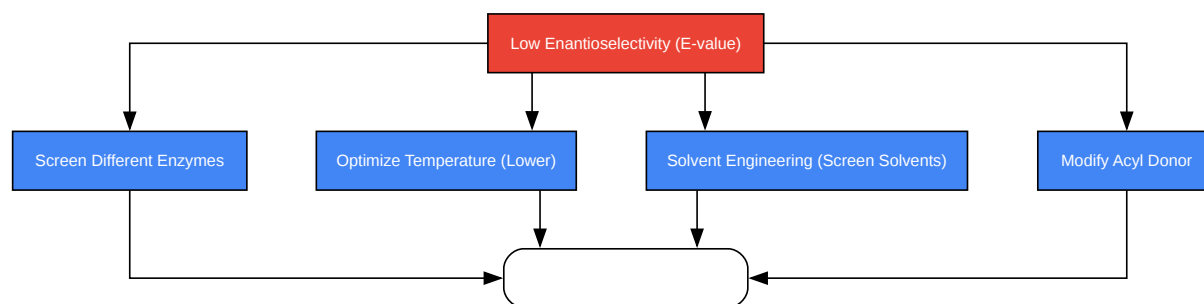 Low Enantioselectivity (E-value)
Screen Different Enzymes
Optimize Temperature (Lower)
Solvent Engineering (Screen Solvents)
Modify Acyl Donor